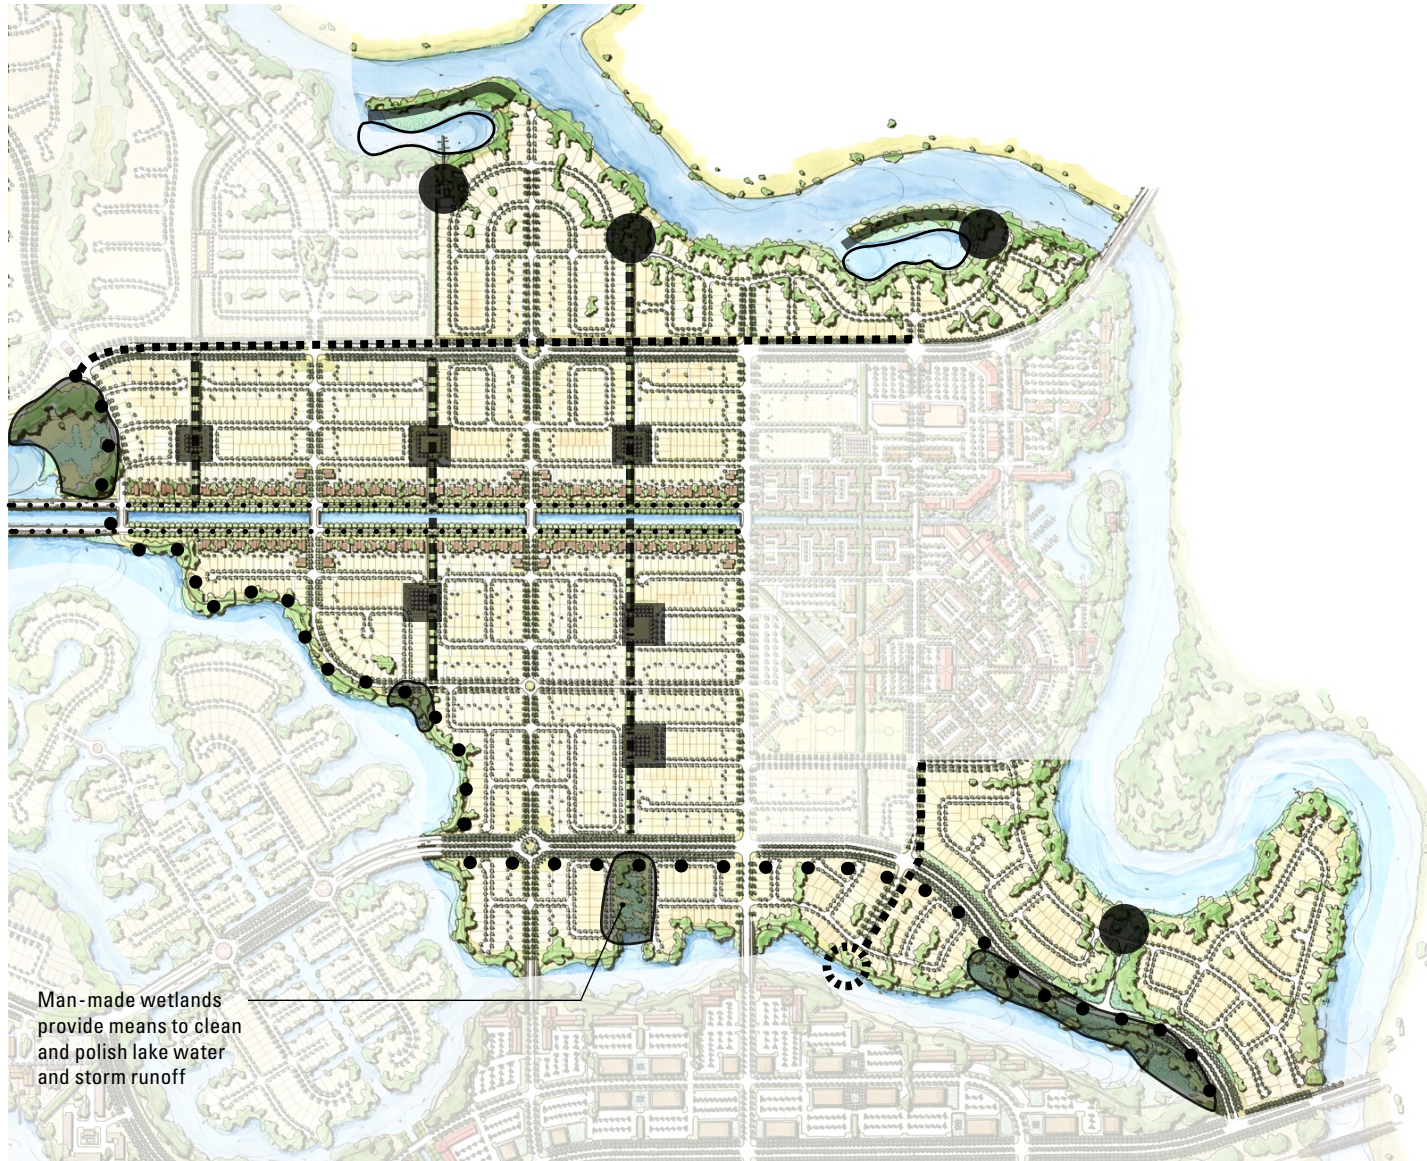 Man-made wetlands
provide means to clean
and polish lake water
and storm runoff